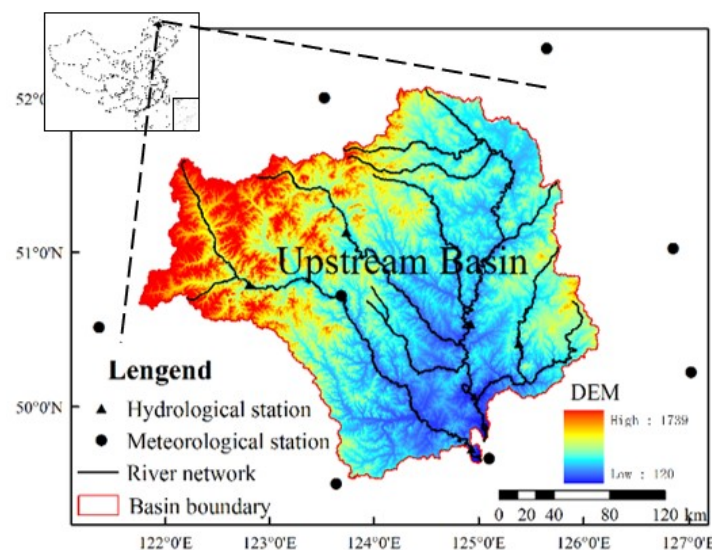 52°0'N
51°0'N
50°0'N
Upstream Basin
Lengend
Hydrological station
Meteorological station
River network
Basin boundary
DEM
High : 1739
Low : 120
0 20 40 80 120 km
122°0'E 123°0'E 124°0'E 125°0'E 126°0'E 127°0'E